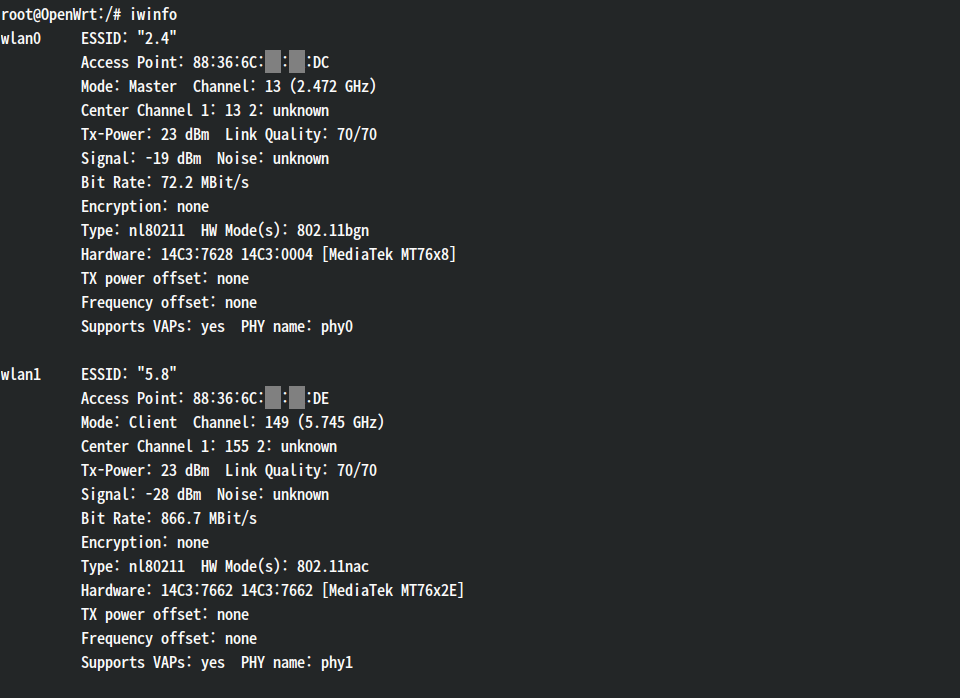 root@OpenWrt:/# iwinfo
wlan0     ESSID: "2.4"
          Access Point: 88:36:6C: : :DC
          Mode: Master  Channel: 13 (2.472 GHz)
          Center Channel 1: 13 2: unknown
          Tx-Power: 23 dBm  Link Quality: 70/70
          Signal: -19 dBm  Noise: unknown
          Bit Rate: 72.2 MBit/s
          Encryption: none
          Type: nl80211  HW Mode(s): 802.11bgn
          Hardware: 14C3:7628 14C3:0004 [MediaTek MT76x8]
          TX power offset: none
          Frequency offset: none
          Supports VAPs: yes  PHY name: phy0

wlan1     ESSID: "5.8"
          Access Point: 88:36:6C: : :DE
          Mode: Client  Channel: 149 (5.745 GHz)
          Center Channel 1: 155 2: unknown
          Tx-Power: 23 dBm  Link Quality: 70/70
          Signal: -28 dBm  Noise: unknown
          Bit Rate: 866.7 MBit/s
          Encryption: none
          Type: nl80211  HW Mode(s): 802.11nac
          Hardware: 14C3:7662 14C3:7662 [MediaTek MT76x2E]
          TX power offset: none
          Frequency offset: none
          Supports VAPs: yes  PHY name: phy1